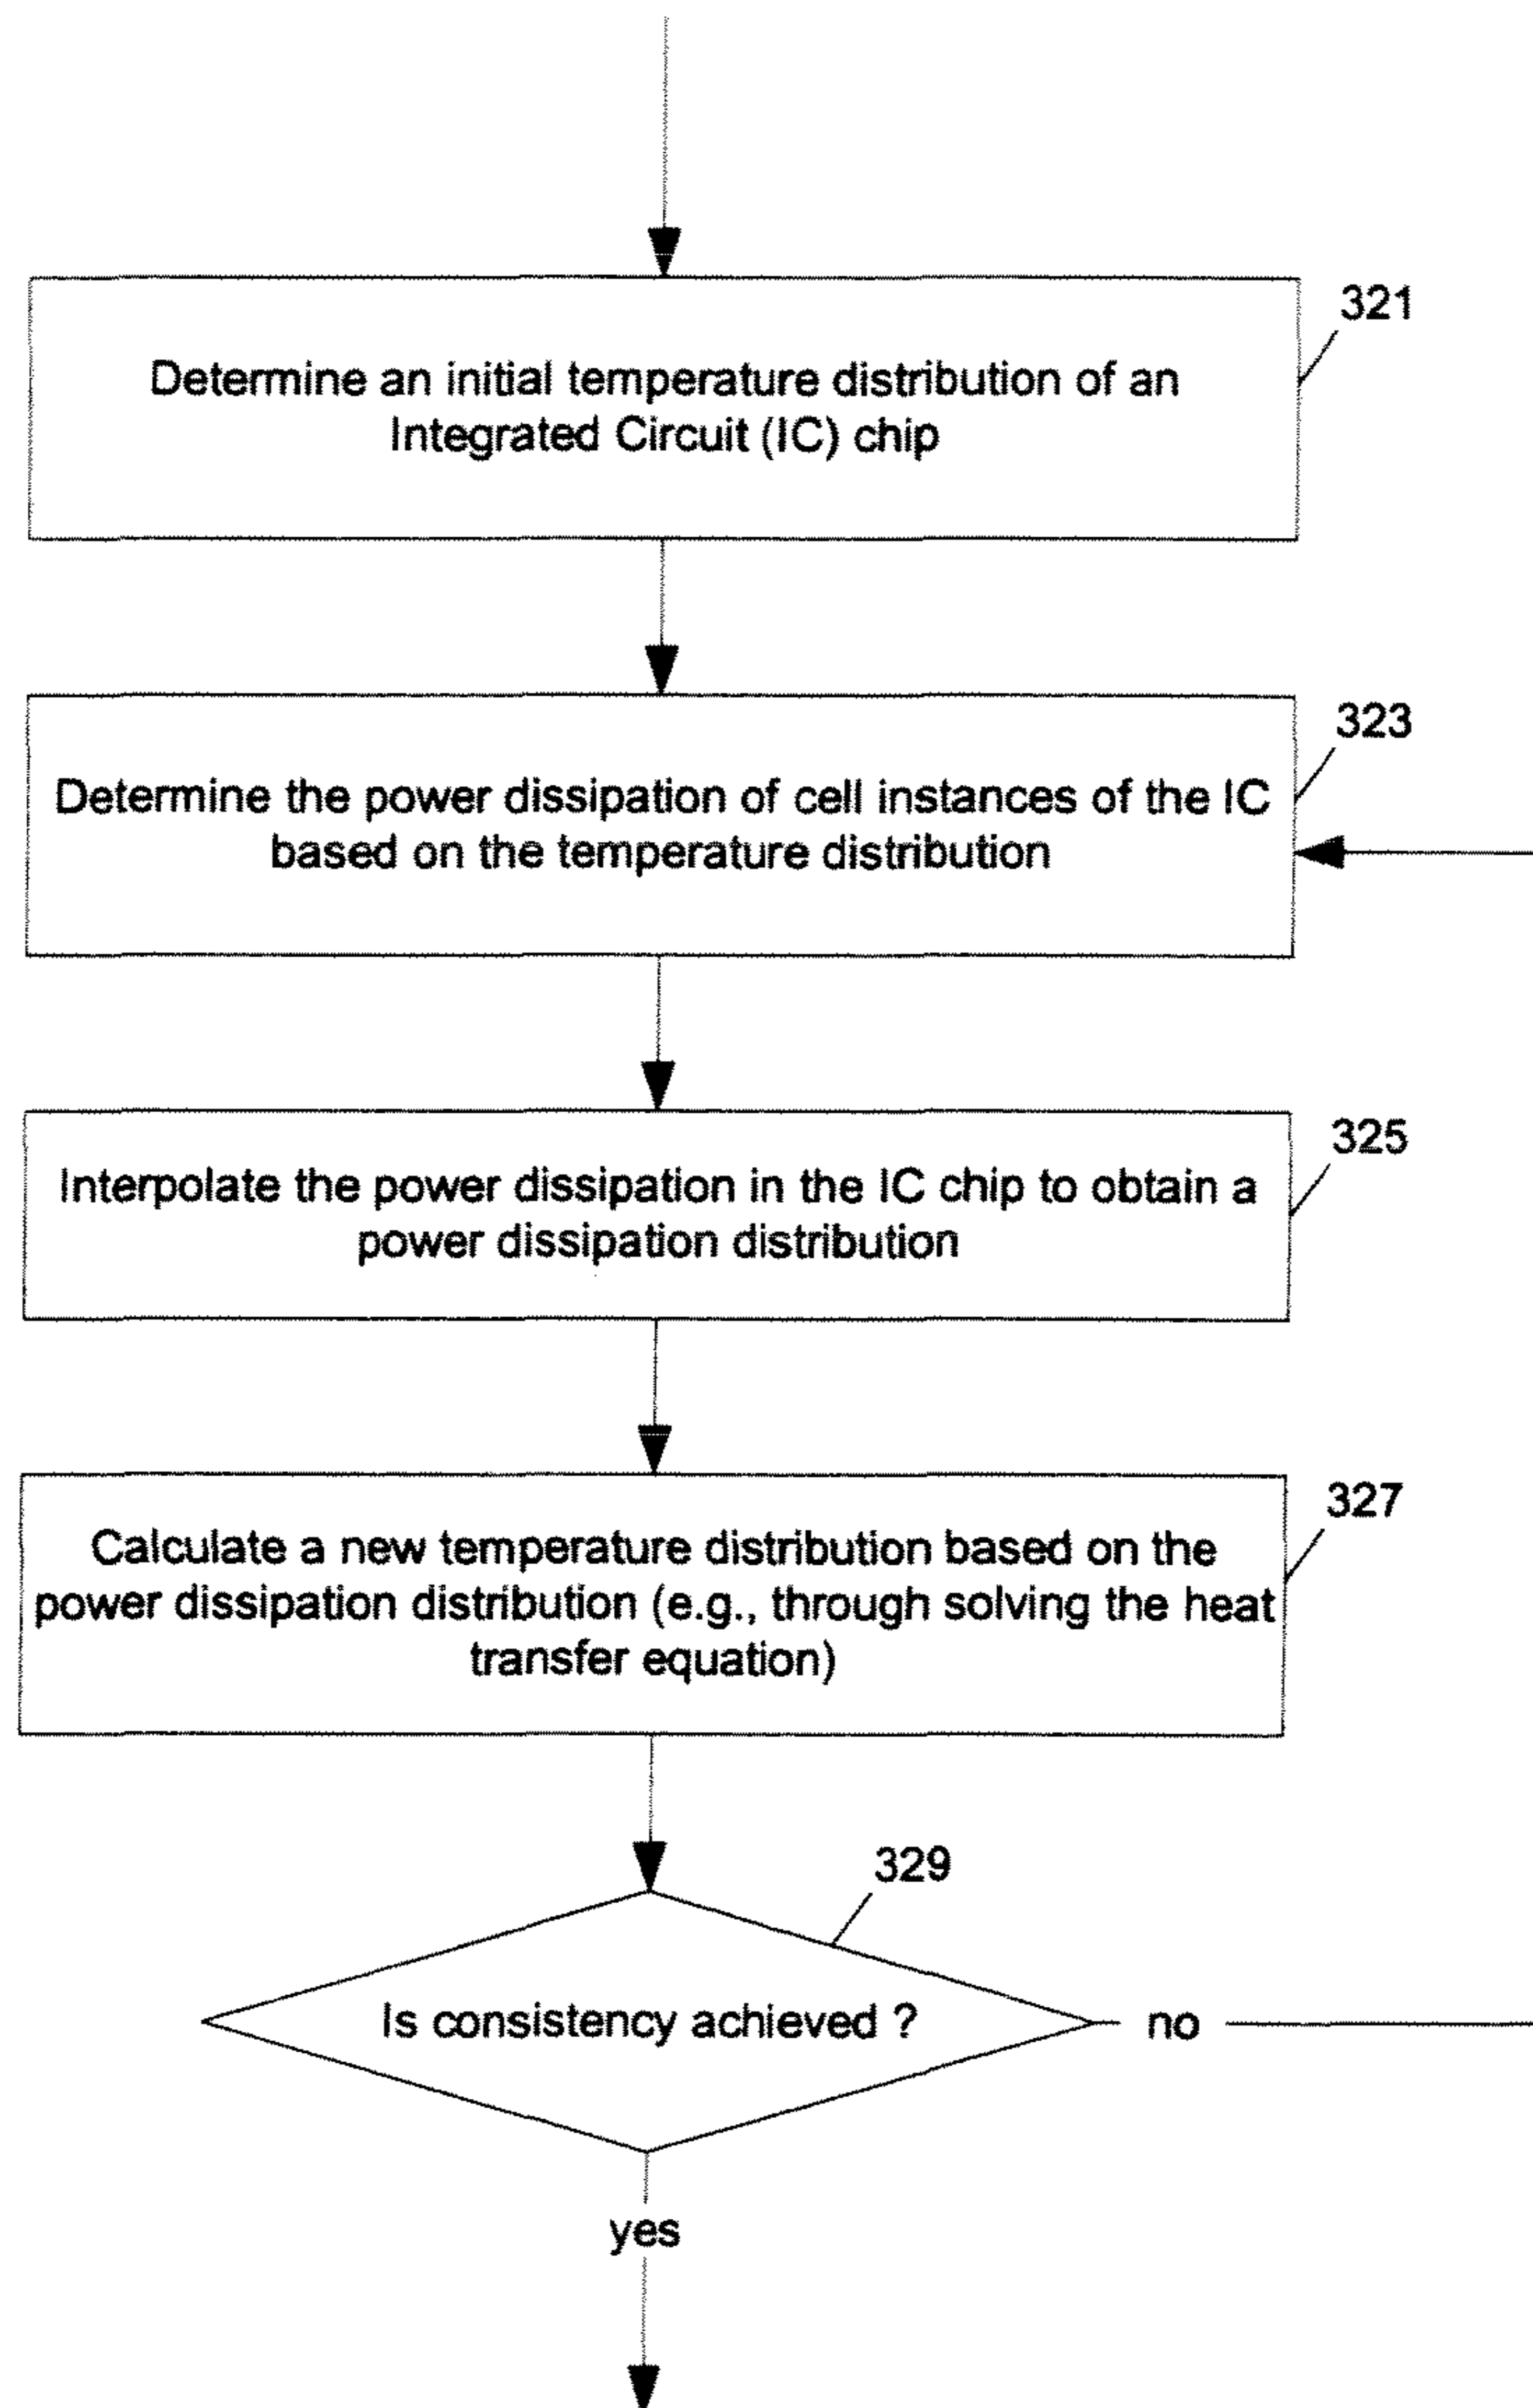 321
Determine an initial temperature distribution of an
Integrated Circuit (IC) chip
323
Determine the power dissipation of cell instances of the IC
based on the temperature distribution
325
Interpolate the power dissipation in the IC chip to obtain a
power dissipation distribution
327
Calculate a new temperature distribution based on the
power dissipation distribution (e.g., through solving the heat
transfer equation)
329
Is consistency achieved ?
no
yes